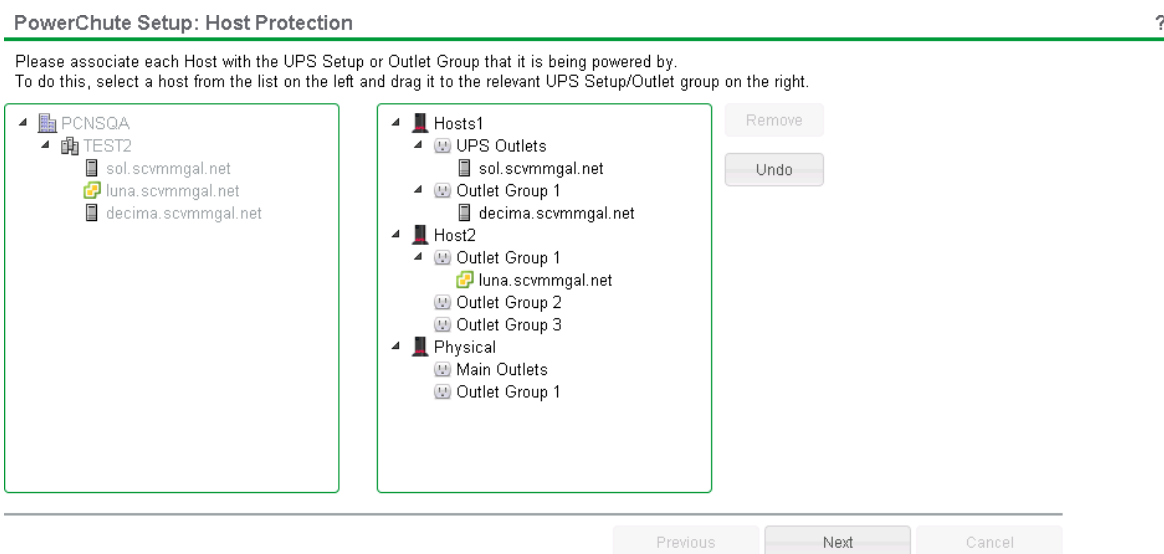 PowerChute Setup: Host Protection
?
Please associate each Host with the UPS Setup or Outlet Group that it is being powered by.
To do this, select a host from the list on the left and drag it to the relevant UPS Setup/Outlet group on the right.
PCNSQA
TEST2
sol.scvmmgal.net
luna.scvmmgal.net
decima.scvmmgal.net
Hosts1
UPS Outlets
sol.scvmmgal.net
Outlet Group 1
decima.scvmmgal.net
Host2
Outlet Group 1
luna.scvmmgal.net
Outlet Group 2
Outlet Group 3
Physical
Main Outlets
Outlet Group 1
Remove
Undo
Previous
Next
Cancel